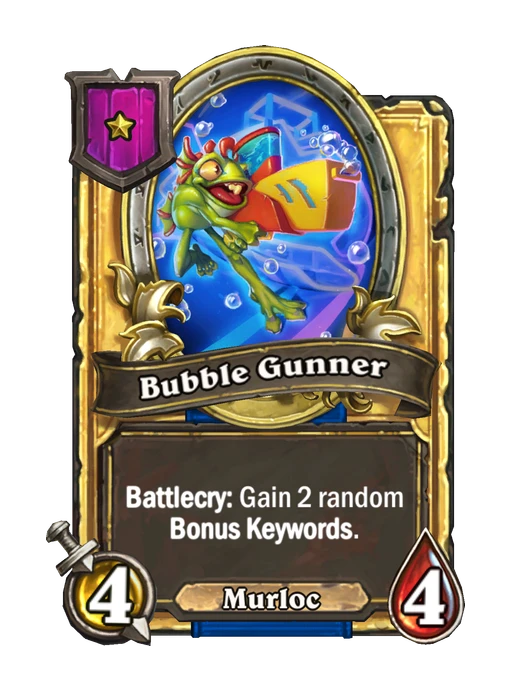 Bubble Gunner
Battlecry: Gain 2 random
Bonus Keywords.
4
Murloc
4